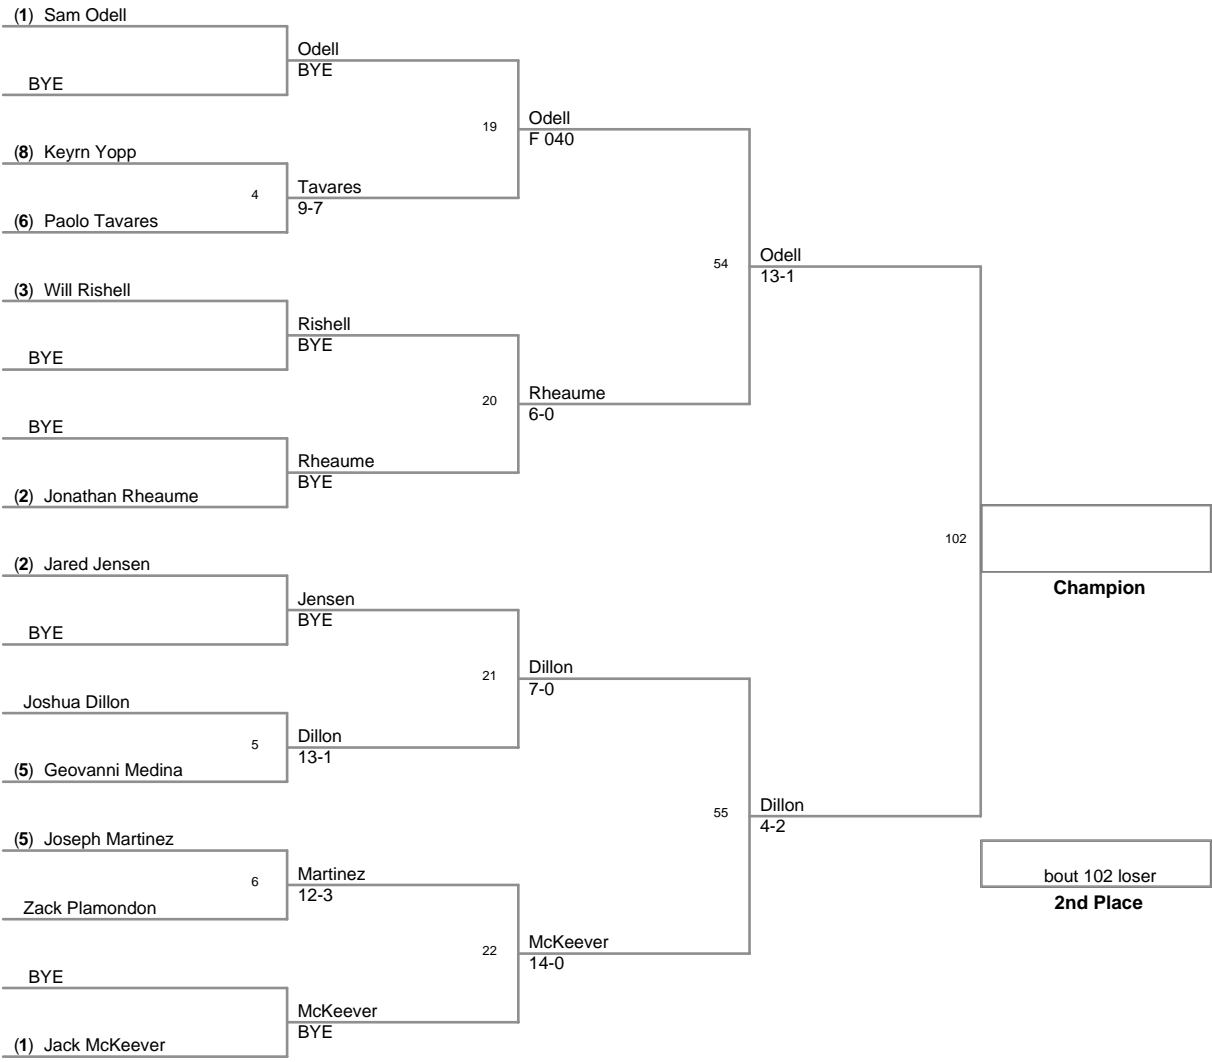 (1) Sam Odell
BYE
(8) Keyrn Yopp
4
(6) Paolo Tavares
(3) Will Rishell
BYE
BYE
(2) Jonathan Rheaume
(2) Jared Jensen
BYE
Joshua Dillon
5
(5) Geovanni Medina
(5) Joseph Martinez
6
Zack Plamondon
BYE
(1) Jack McKeever
Odell
BYE
19
Tavares
9-7
Rishell
BYE
20
Rheaume
BYE
Jensen
BYE
21
Dillon
13-1
Martinez
12-3
22
McKeever
BYE
Odell
F 040
54
Rheaume
6-0
Dillon
7-0
55
McKeever
14-0
Odell
13-1
102
Dillon
4-2
Champion
bout 102 loser
2nd Place